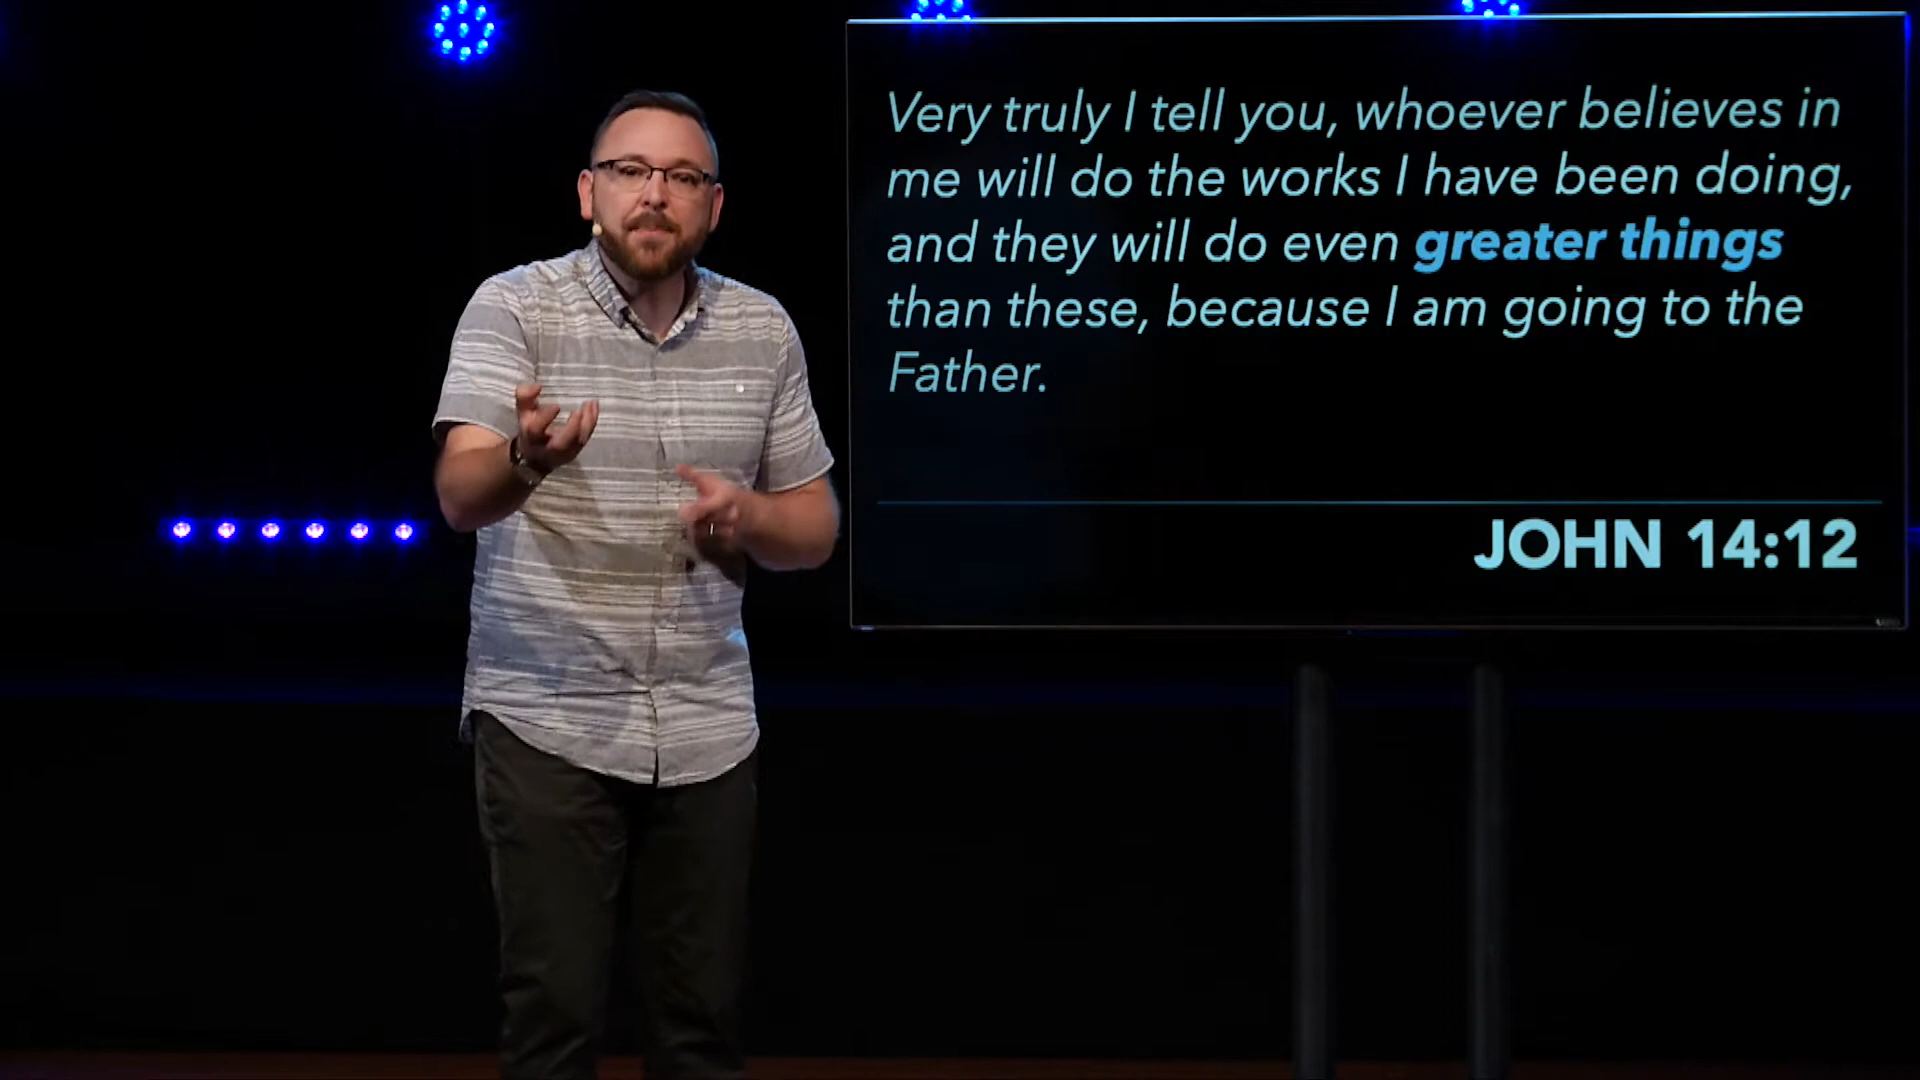 Very truly I tell you, whoever believes in
me will do the works I have been doing,
and they will do even greater things
than these, because I am going to the
Father.
JOHN 14:12